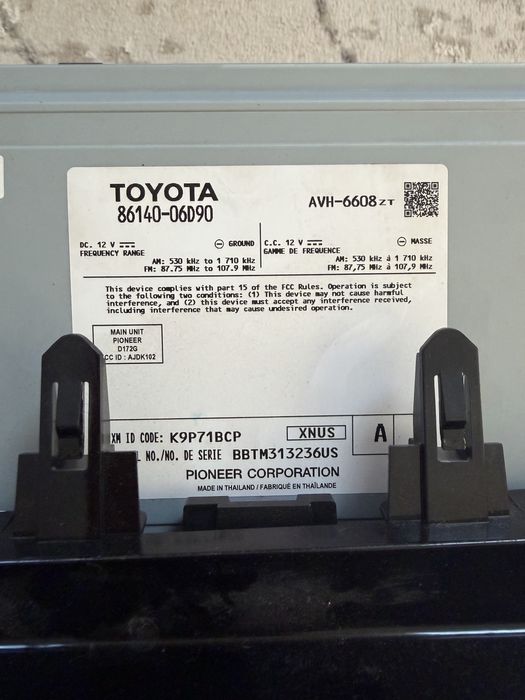 TOYOTA
86140-06D90
AVH-6608ZT
DC. 12 V GROUND
FREQUENCY RANGE
AM: 530 kHz to 1 710 kHz
FM: 87.75 MHz to 107.9 MHz
C.C. 12 V MASSE
GAMME DE FREQUENCE
AM: 530 kHz à 1 710 kHz
FM: 87,75 MHz à 107,9 MHz
This device complies with part 15 of the FCC Rules. Operation is subject
to the following two conditions: (1) This device may not cause harmful
interference, and (2) this device must accept any interference received,
including interference that may cause undesired operation.
MAIN UNIT
PIONEER
D172G
CC ID : AJDK102
XM ID CODE: K9P71BCP
XNUS
A
L NO./NO. DE SERIE BBTM313236US
PIONEER CORPORATION
MADE IN THAILAND / FABRIQUÉ EN THAÏLANDE